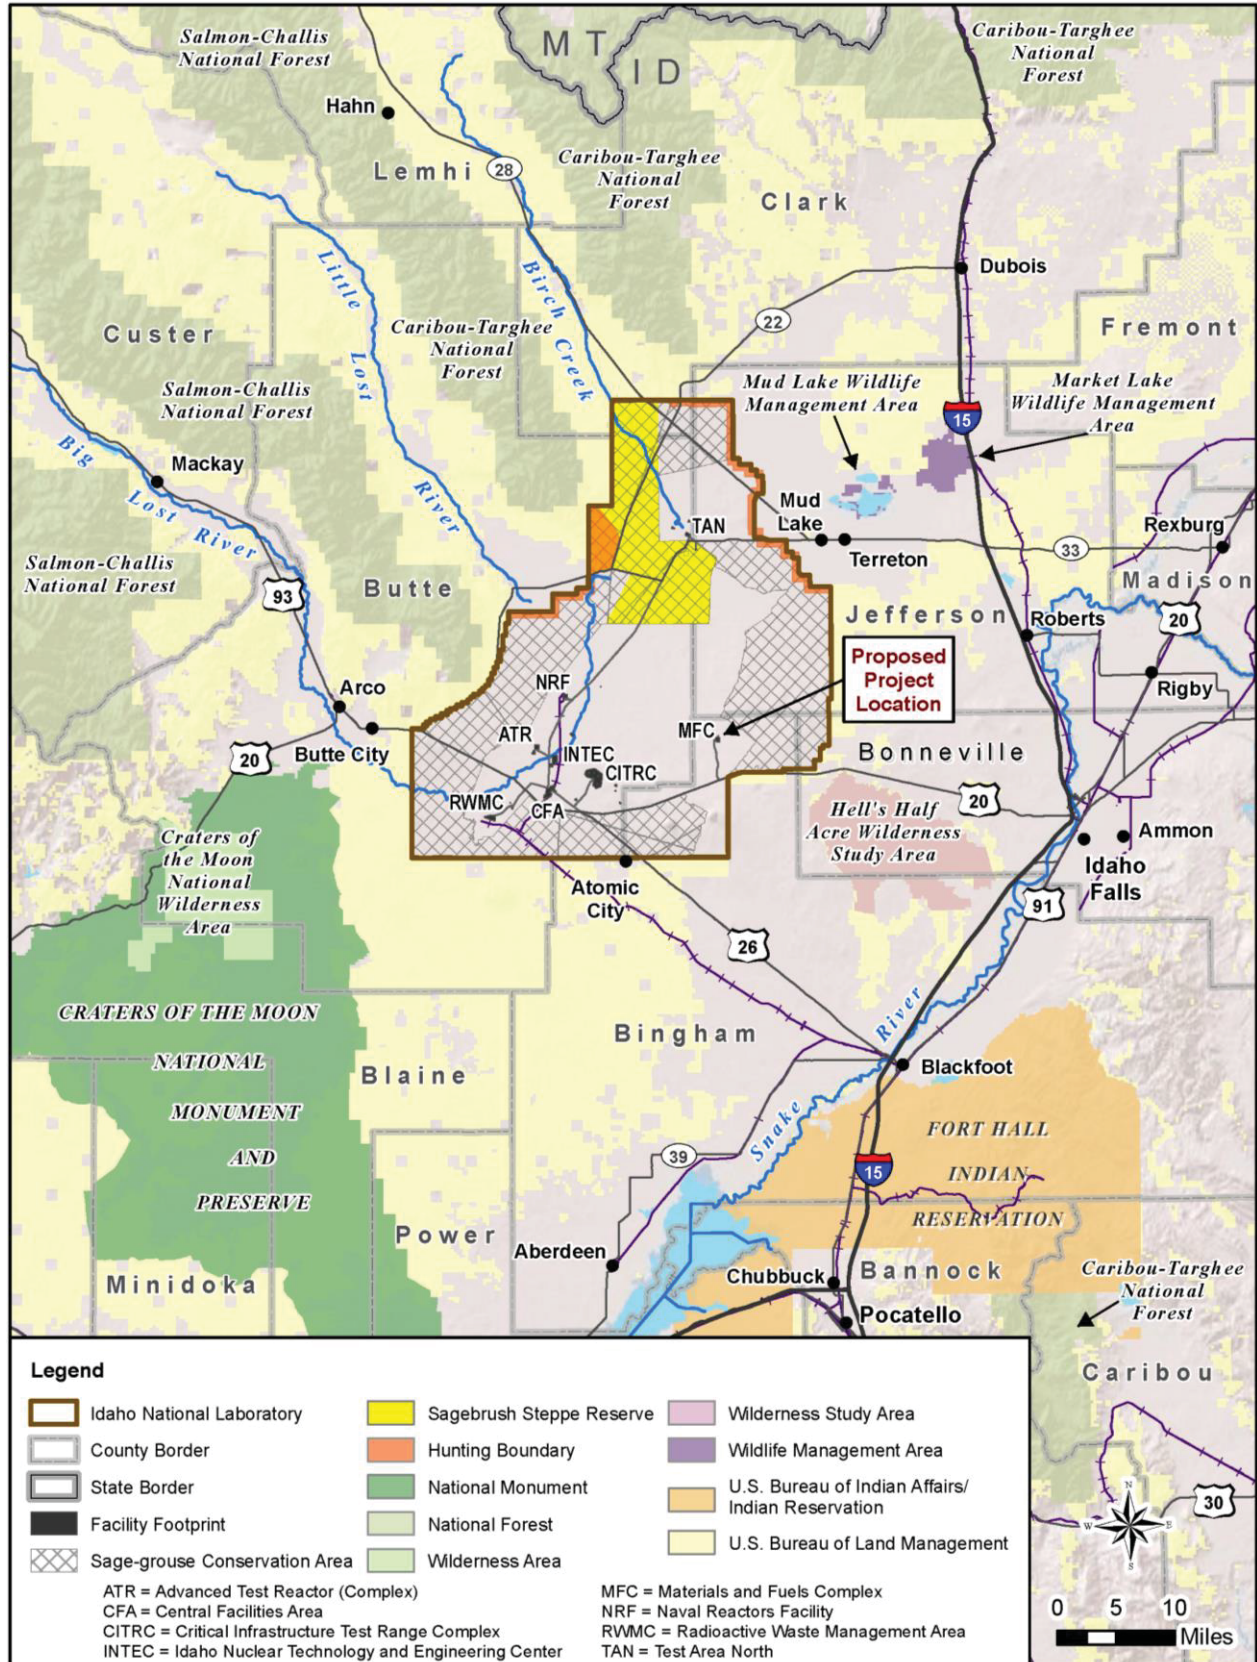 Salmon-Challis
National Forest
MT
ID
Caribou-Targhee
National
Forest
Hahn
Lemhi
28
Caribou-Targhee
National
Forest
Clark
Dubois
Little
Lost
River
Birch Creek
22
Custer
Caribou-Targhee
National
Forest
Fremont
Salmon-Challis
National Forest
Mud Lake Wildlife
Management Area
Market Lake
Wildlife Management
Area
15
Big
Lost River
Mackay
Mud
Lake
TAN
Terreton
33
Rexburg
Salmon-Challis
National Forest
93
Butte
Jefferson
Madison
Roberts
20
Proposed
Project
Location
Rigby
NRF
Arco
Butte City
20
ATR
INTEC
CITRC
MFC
RWMC
CFA
Bonneville
20
Hell's Half
Acre Wilderness
Study Area
Ammon
Idaho
Falls
Craters of
the Moon
National
Wilderness
Area
Atomic
City
91
26
CRATERS OF THE MOON
NATIONAL
MONUMENT
AND
PRESERVE
Bingham
Snake River
Blaine
Blackfoot
39
FORT HALL
INDIAN
RESERVATION
15
Power
Aberdeen
Minidoka
Chubbuck
Bannock
Pocatello
Caribou-Targhee
National
Forest
Caribou
30
Legend
Idaho National Laboratory
County Border
State Border
Facility Footprint
Sage-grouse Conservation Area
Sagebrush Steppe Reserve
Hunting Boundary
National Monument
National Forest
Wilderness Area
Wilderness Study Area
Wildlife Management Area
U.S. Bureau of Indian Affairs/
Indian Reservation
U.S. Bureau of Land Management
ATR = Advanced Test Reactor (Complex)
CFA = Central Facilities Area
CITRC = Critical Infrastructure Test Range Complex
INTEC = Idaho Nuclear Technology and Engineering Center
MFC = Materials and Fuels Complex
NRF = Naval Reactors Facility
RWMC = Radioactive Waste Management Area
TAN = Test Area North
N
W E
S
0 5 10
Miles